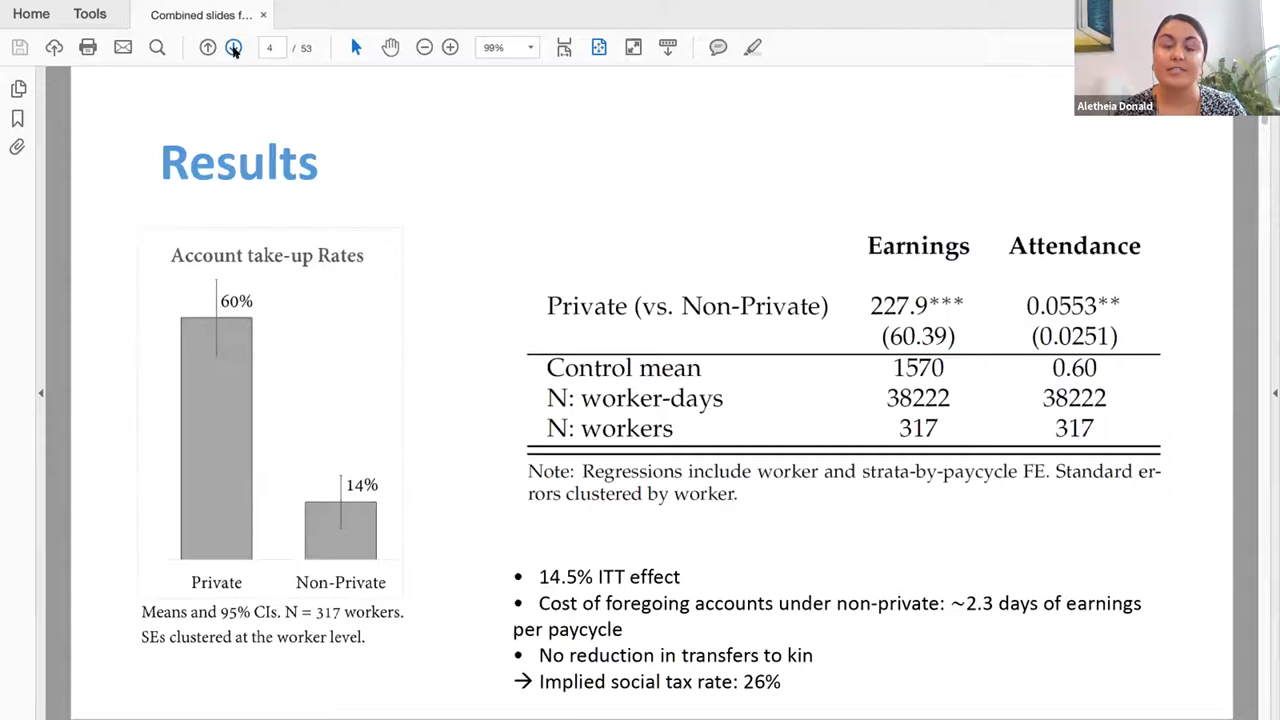 Home Tools Combined slides f... ×
4 / 53 99%
Aletheia Donald
Results
Account take-up Rates
60%
14%
Private Non-Private
Means and 95% CIs. N = 317 workers.
SEs clustered at the worker level.
Earnings Attendance
Private (vs. Non-Private) 227.9*** 0.0553**
(60.39) (0.0251)
Control mean 1570 0.60
N: worker-days 38222 38222
N: workers 317 317
Note: Regressions include worker and strata-by-paycycle FE. Standard er-
rors clustered by worker.
• 14.5% ITT effect
• Cost of foregoing accounts under non-private: ~2.3 days of earnings
per paycycle
• No reduction in transfers to kin
→ Implied social tax rate: 26%